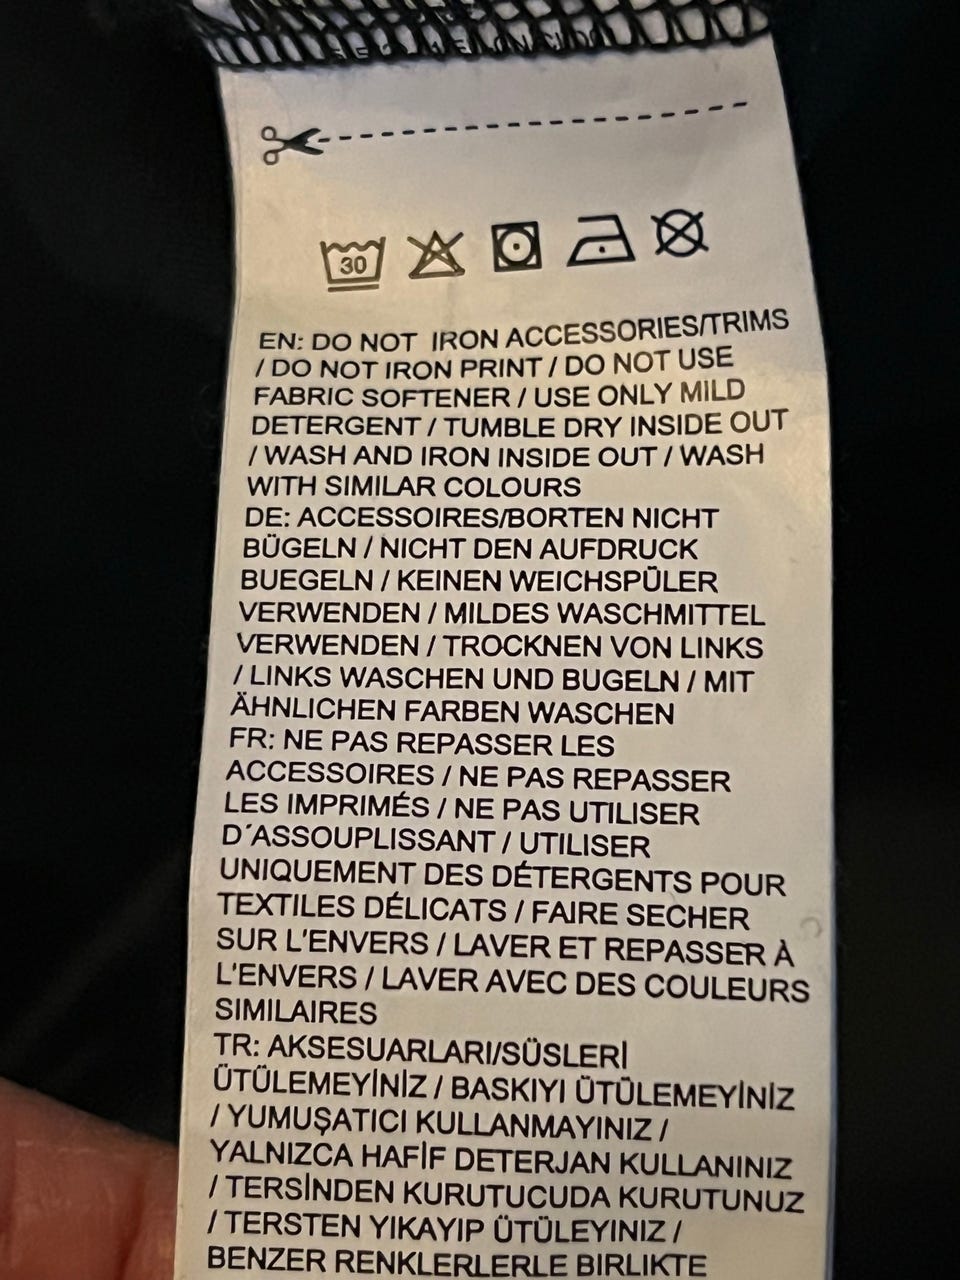 30
EN: DO NOT IRON ACCESSORIES/TRIMS
/ DO NOT IRON PRINT / DO NOT USE
FABRIC SOFTENER / USE ONLY MILD
DETERGENT / TUMBLE DRY INSIDE OUT
/ WASH AND IRON INSIDE OUT / WASH
WITH SIMILAR COLOURS
DE: ACCESSOIRES/BORTEN NICHT
BÜGELN / NICHT DEN AUFDRUCK
BUEGELN / KEINEN WEICHSPÜLER
VERWENDEN / MILDES WASCHMITTEL
VERWENDEN / TROCKNEN VON LINKS
/ LINKS WASCHEN UND BUGELN / MIT
ÄHNLICHEN FARBEN WASCHEN
FR: NE PAS REPASSER LES
ACCESSOIRES / NE PAS REPASSER
LES IMPRIMÉS / NE PAS UTILISER
D´ASSOUPLISSANT / UTILISER
UNIQUEMENT DES DÉTERGENTS POUR
TEXTILES DÉLICATS / FAIRE SECHER
SUR L'ENVERS / LAVER ET REPASSER À
L'ENVERS / LAVER AVEC DES COULEURS
SIMILAIRES
TR: AKSESUARLARI/SÜSLERİ
ÜTÜLEMEYİNİZ / BASKIYI ÜTÜLEMEYİNİZ
/ YUMUŞATICI KULLANMAYINIZ /
YALNIZCA HAFİF DETERJAN KULLANINIZ
/ TERSİNDEN KURUTUCUDA KURUTUNUZ
/ TERSTEN YIKAYIP ÜTÜLEYINIZ /
BENZER RENKLERLERLE BIRLIKTE